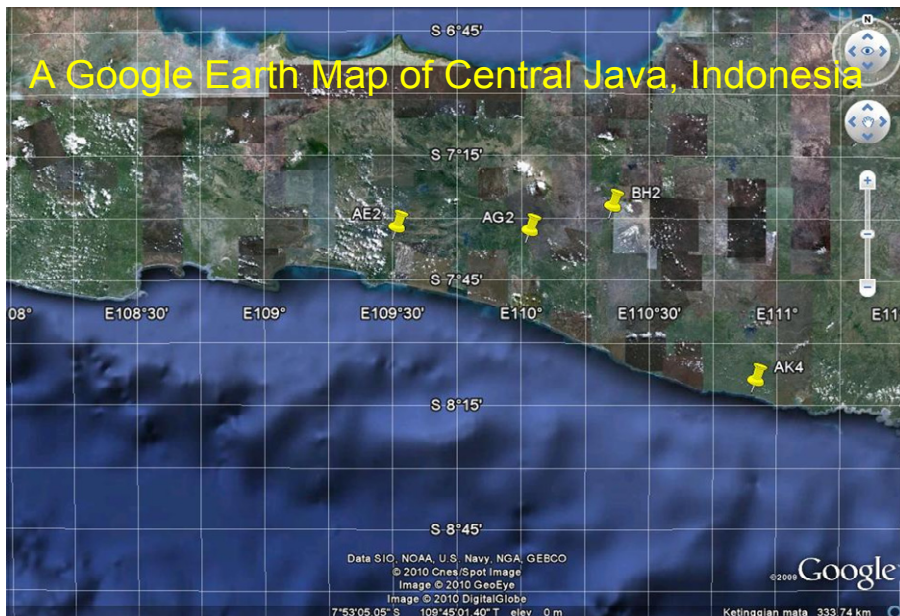 N
S 6°45'
A Google Earth Map of Central Java, Indonesia
S 7°15'
BH2
AE2
AG2
S 7°45'
08° E108°30' E109° E109°30' E110° E110°30' E111° E11
AK4
S 8°15'
S 8°45'
Data SIO, NOAA, U.S. Navy, NGA, GEBCO
© 2010 Cnes/Spot Image
Image © 2010 GeoEye
Image © 2010 DigitalGlobe
©2009 Google
7°53'05.05" S 109°45'01.40" T elev 0 m Ketinggian mata 333.74 km